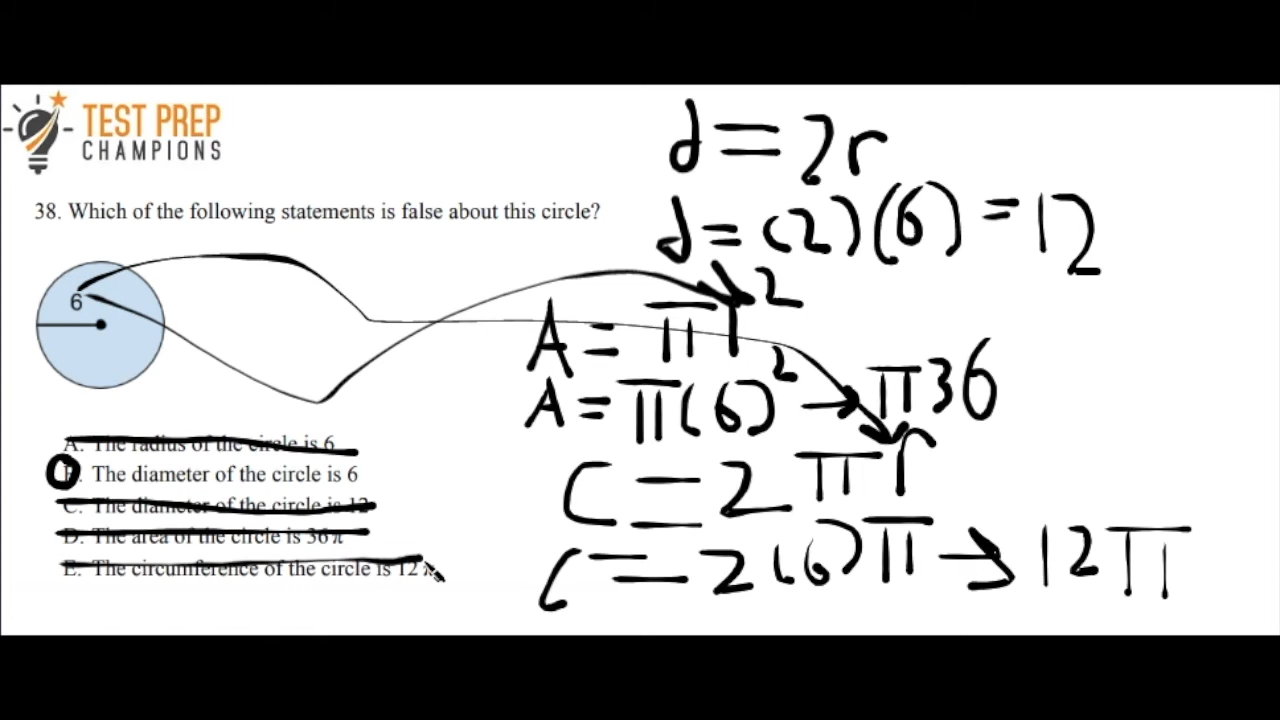 TEST PREP
CHAMPIONS
38. Which of the following statements is false about this circle?
6
A. The radius of the circle is 6
B. The diameter of the circle is 6
C. The diameter of the circle is 12
D. The area of the circle is 36π
E. The circumference of the circle is 12π
d = 2r
d = (2)(6) = 12
A = πr²
A = π(6)² → π36
C = 2πr
C = 2(6)π → 12π